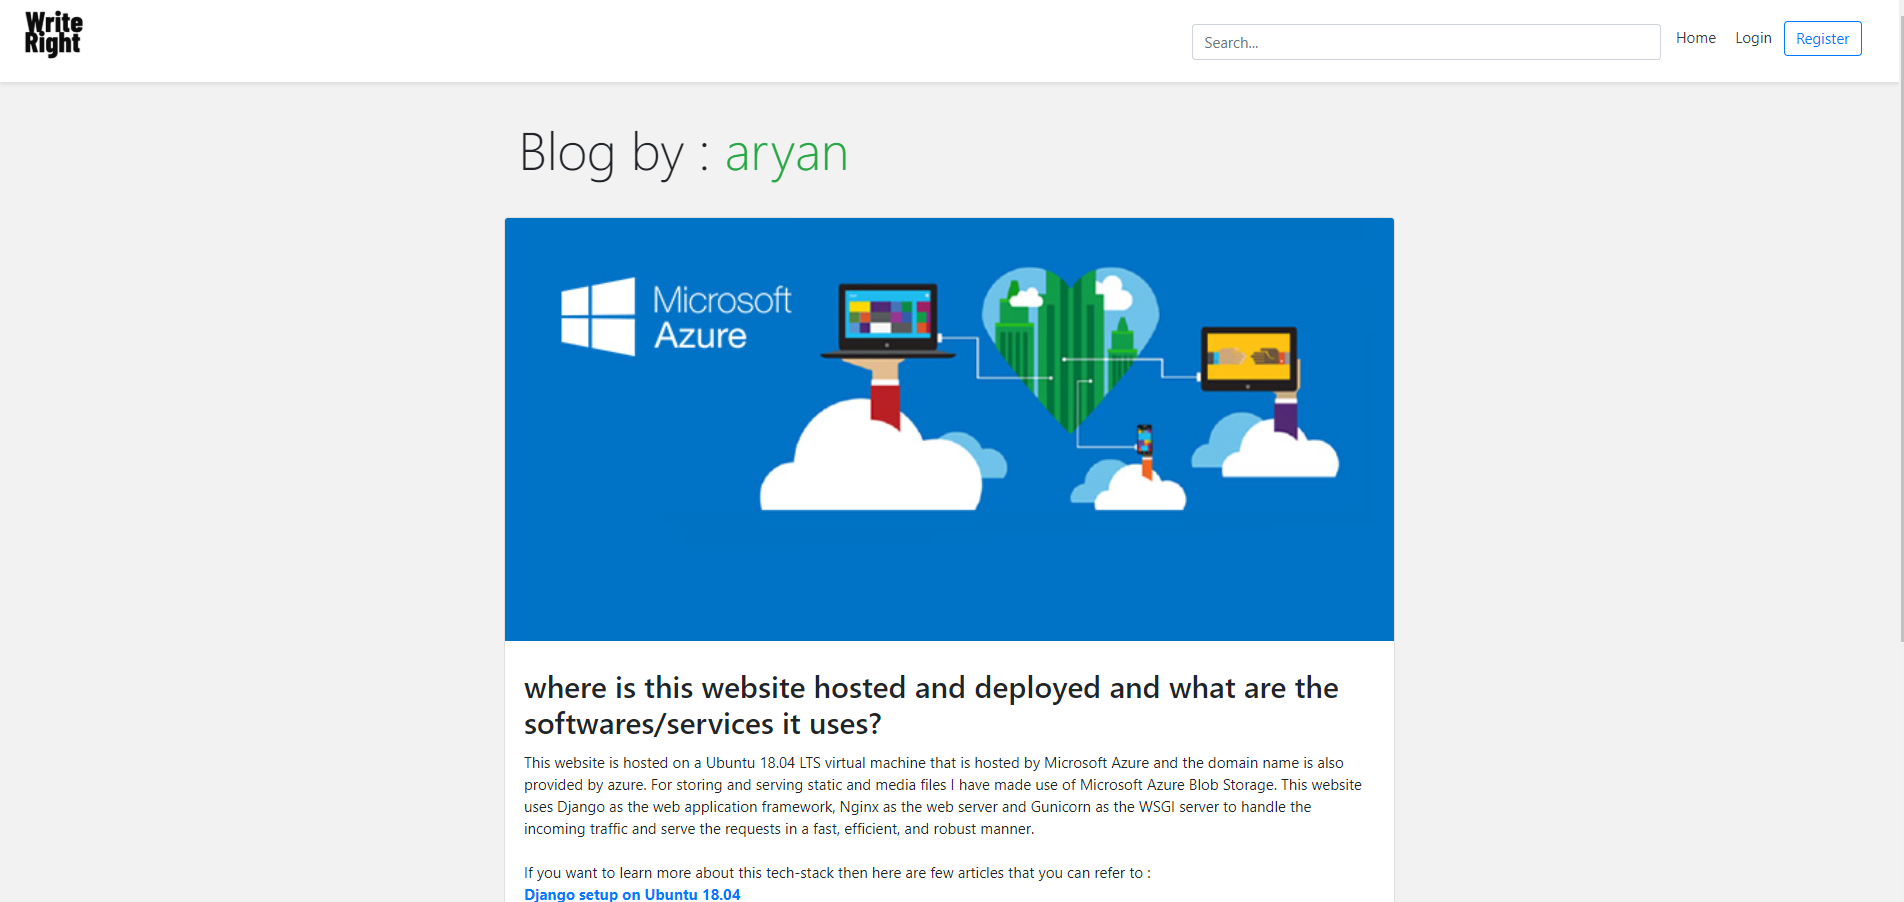 Write
Right
Search...
Home
Login
Register
Blog by : aryan
Microsoft
Azure
where is this website hosted and deployed and what are the
softwares/services it uses?
This website is hosted on a Ubuntu 18.04 LTS virtual machine that is hosted by Microsoft Azure and the domain name is also
provided by azure. For storing and serving static and media files I have made use of Microsoft Azure Blob Storage. This website
uses Django as the web application framework, Nginx as the web server and Gunicorn as the WSGI server to handle the
incoming traffic and serve the requests in a fast, efficient, and robust manner.
If you want to learn more about this tech-stack then here are few articles that you can refer to :
Django setup on Ubuntu 18.04